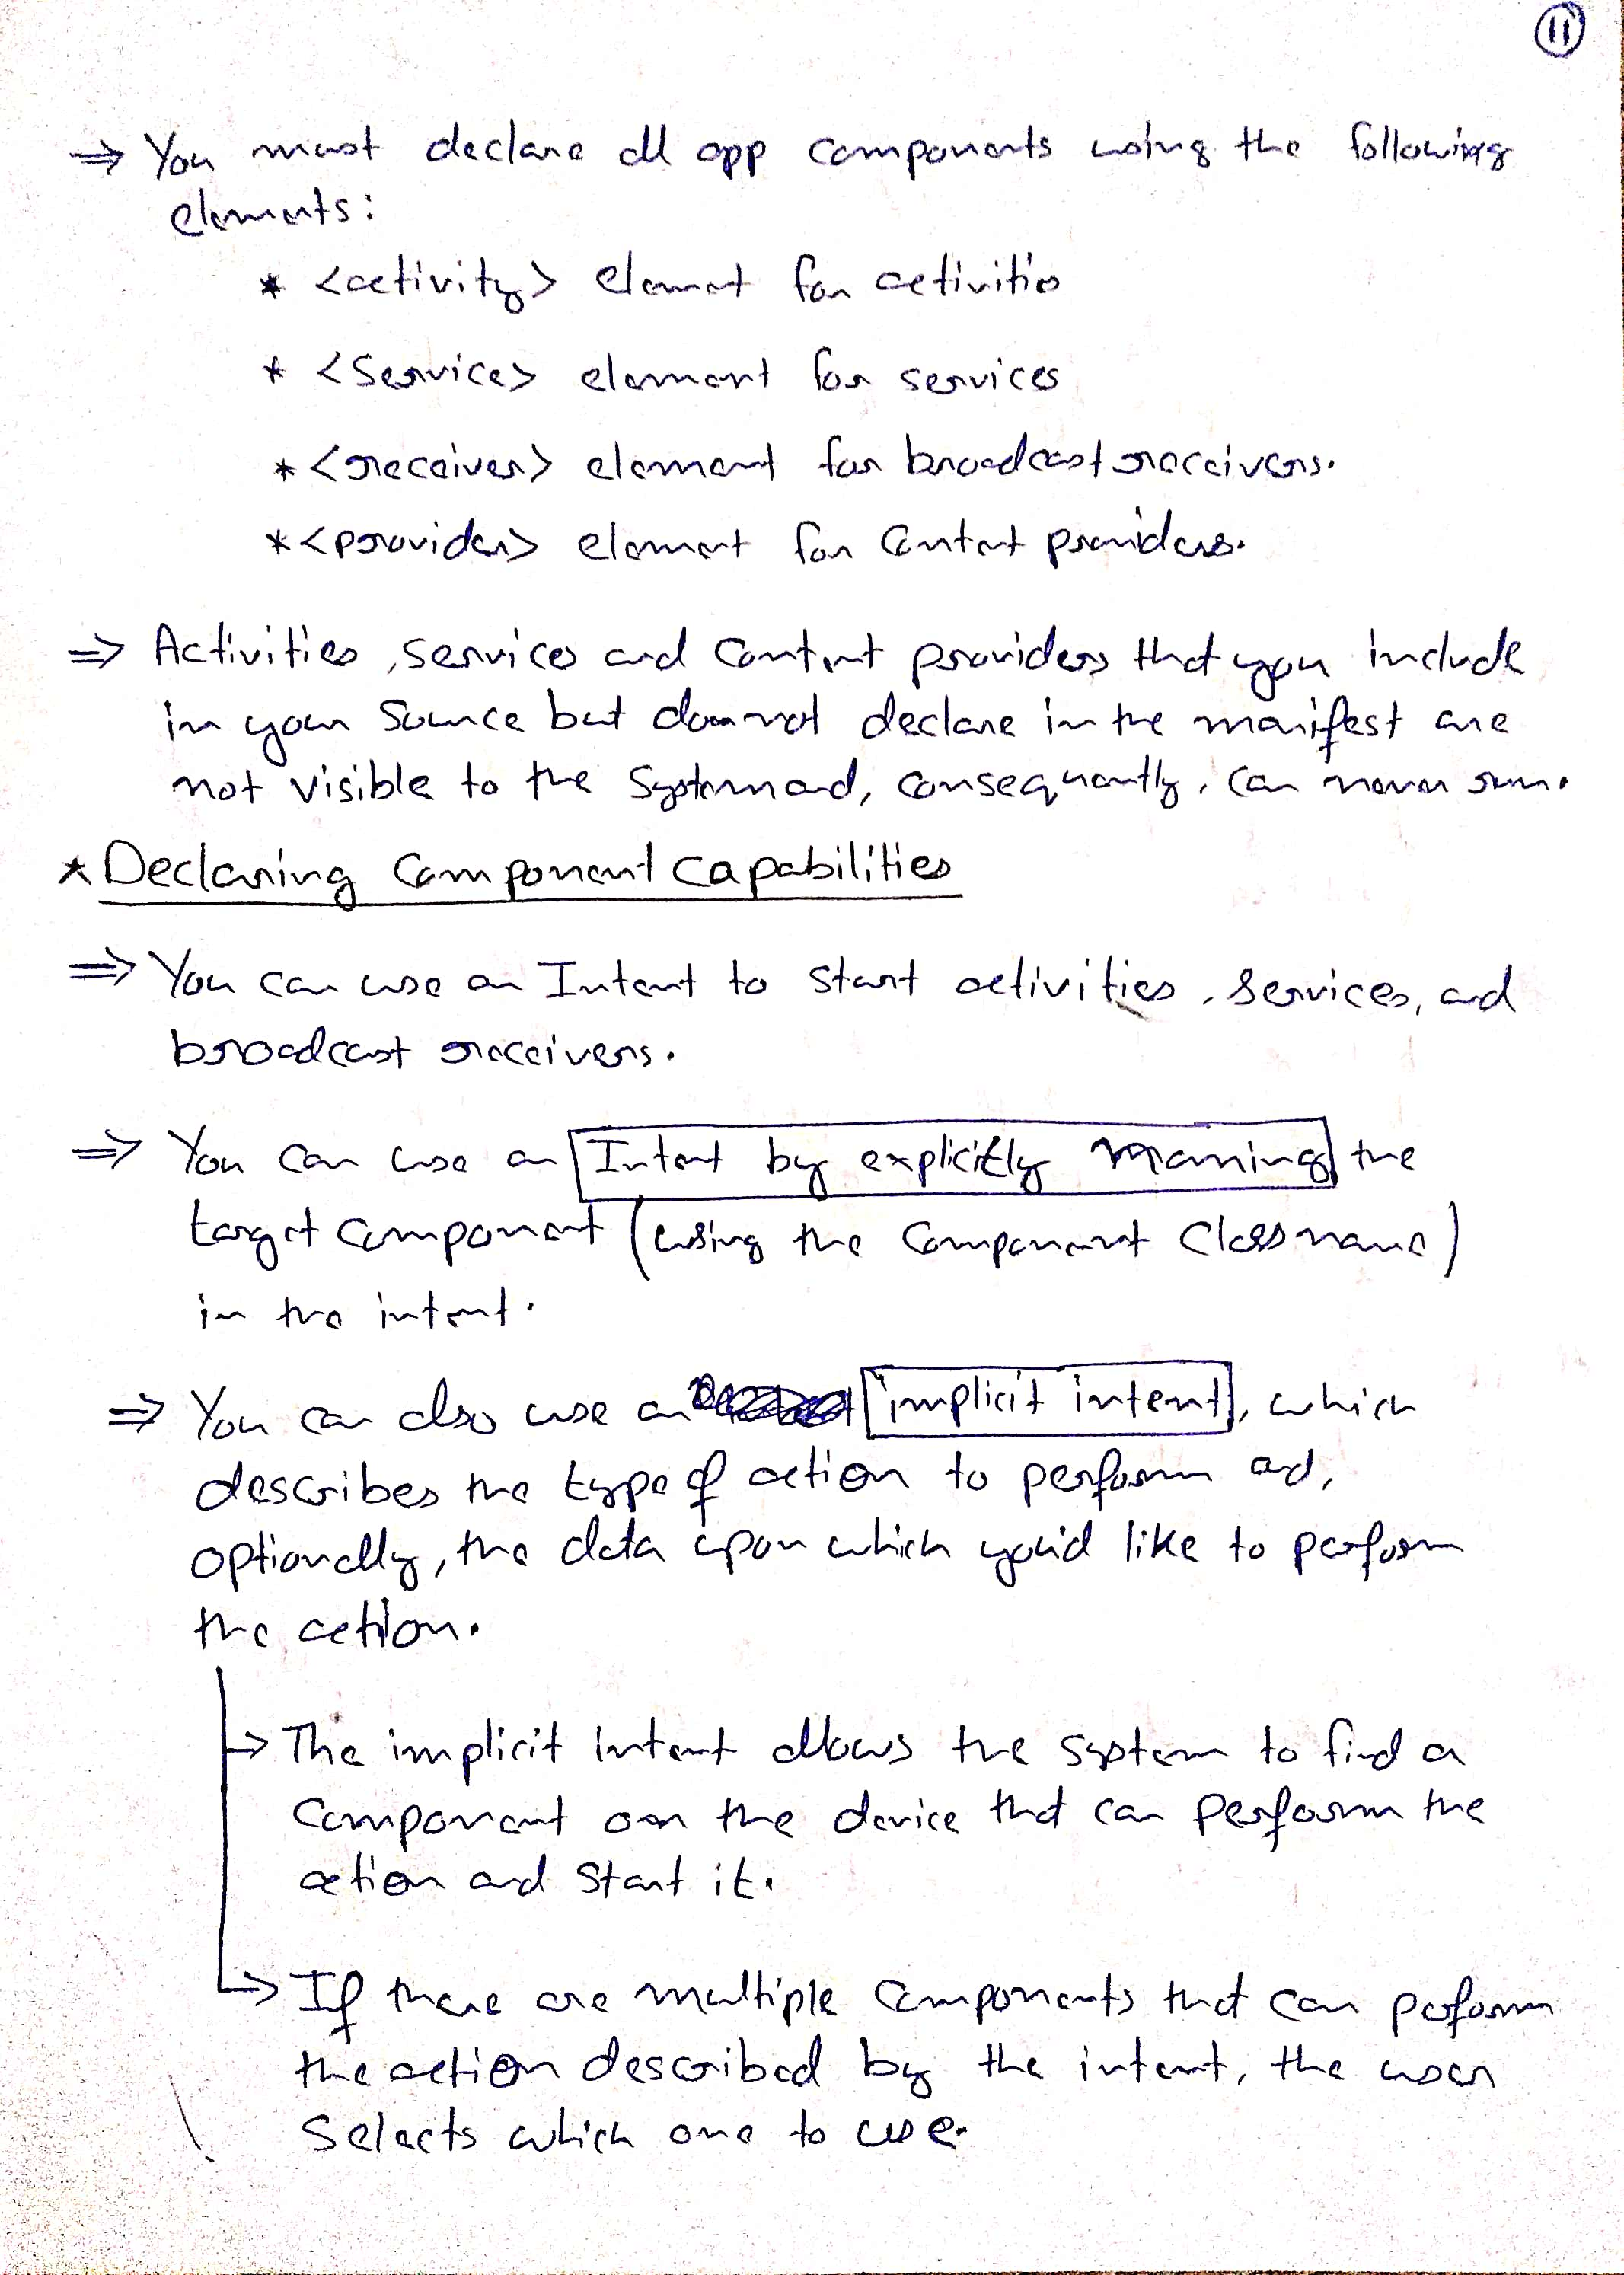 11
⇒ You must declare all app components using the following
elements:
* <activity> element for activities
* <Service> element for services
* <receiver> element for broadcast receivers.
* <provider> element for Content providers.
⇒ Activities, services and Content providers that you include
in your Source but do not declare in the manifest are
not visible to the System and, consequently, can never run.
* Declaring Component Capabilities
⇒ You can use an Intent to start activities, services, and
broadcast receivers.
⇒ You can use an Intent by explicitly naming the
target component (using the Component Class name)
in the intent.
⇒ You can also use an implicit intent, which
describes the type of action to perform and,
optionally, the data upon which you'd like to perform
the action.
→ The implicit intent allows the system to find a
Component on the device that can perform the
action and Start it.
→ If there are multiple Components that can perform
the action described by the intent, the user
Selects which one to use.